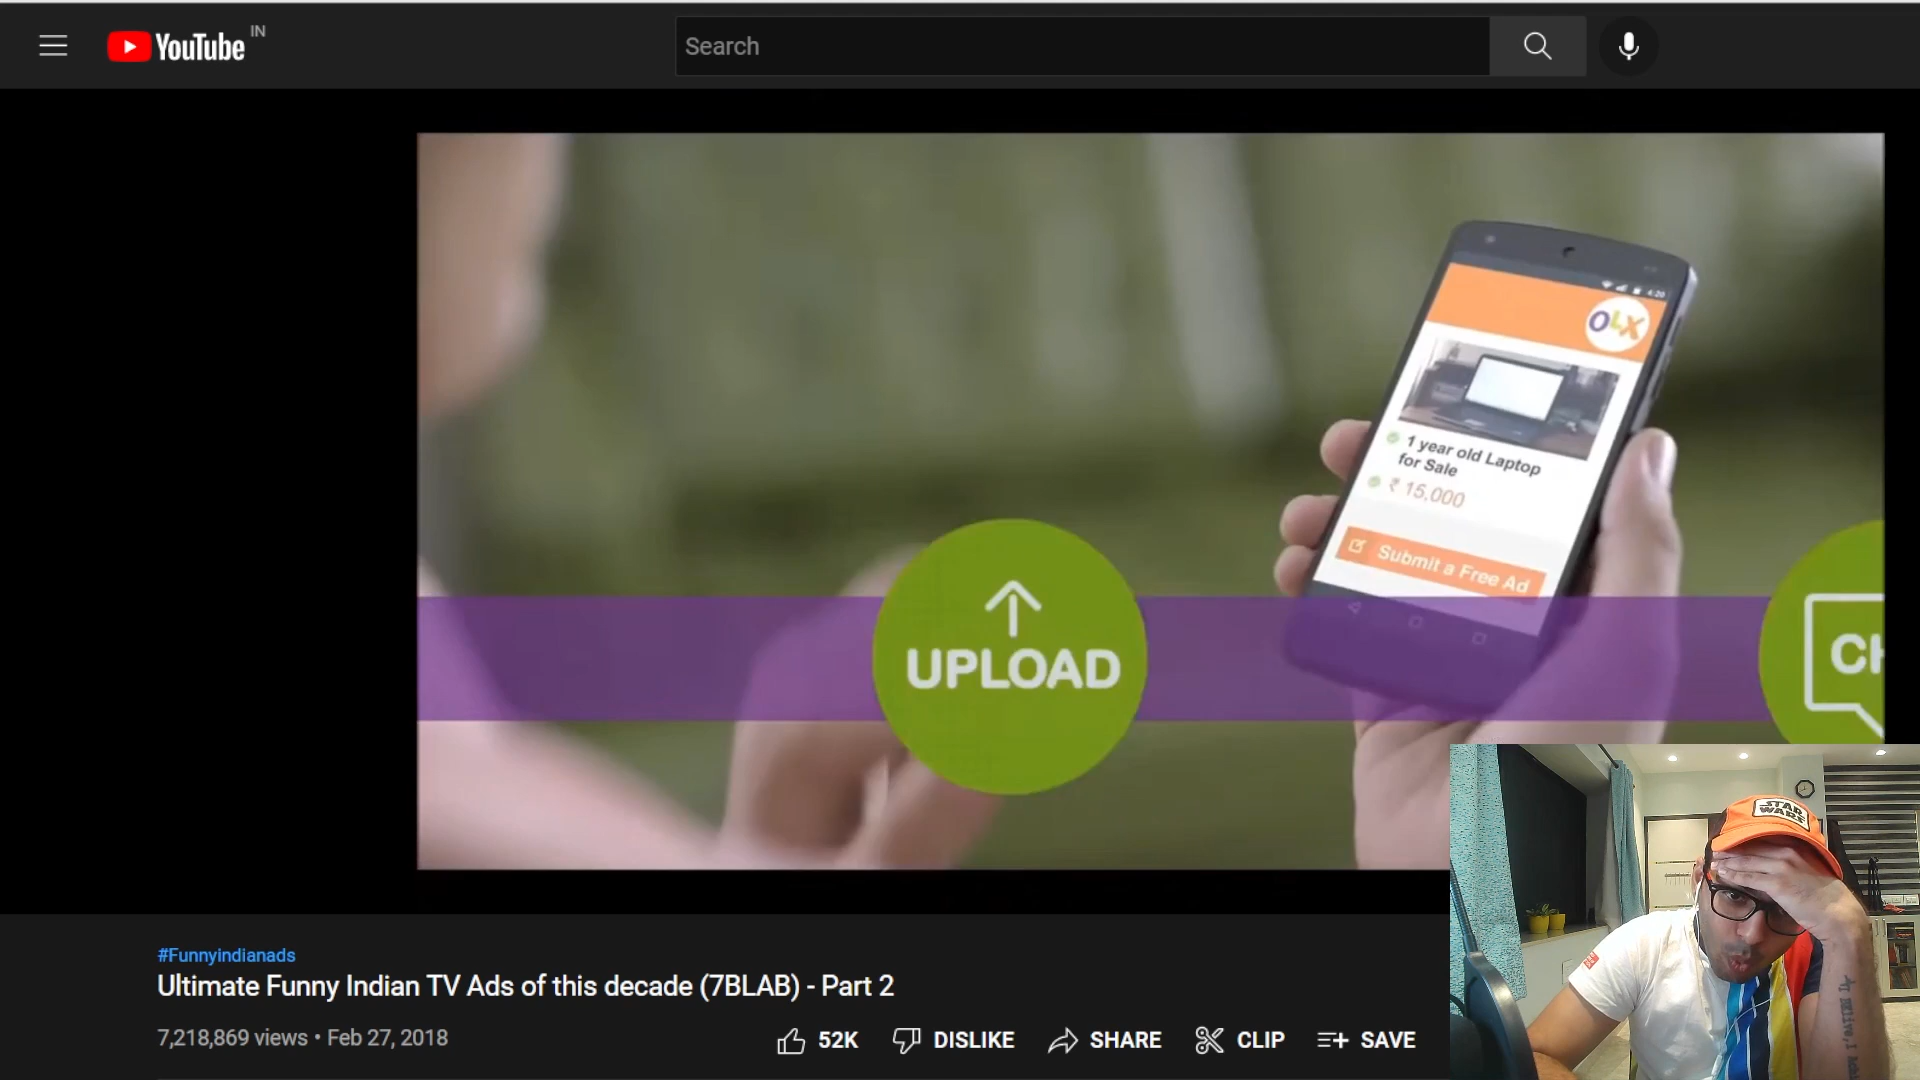 YouTube IN
Search
4:20
OLX
1 year old Laptop
for Sale
₹ 15,000
Submit a Free Ad
UPLOAD
CH
STAR
WARS
#Funnyindianads
Ultimate Funny Indian TV Ads of this decade (7BLAB) - Part 2
7,218,869 views • Feb 27, 2018
52K
DISLIKE
SHARE
CLIP
SAVE